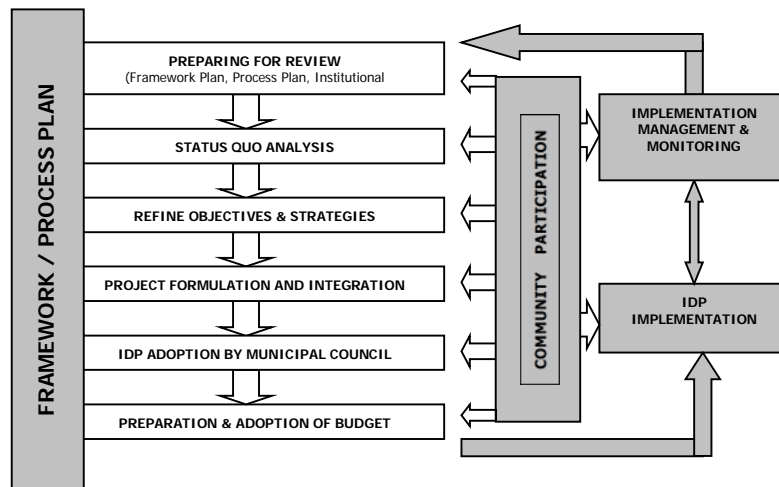 FRAMEWORK / PROCESS PLAN
PREPARING FOR REVIEW
(Framework Plan, Process Plan, Institutional
STATUS QUO ANALYSIS
REFINE OBJECTIVES & STRATEGIES
PROJECT FORMULATION AND INTEGRATION
IDP ADOPTION BY MUNICIPAL COUNCIL
PREPARATION & ADOPTION OF BUDGET
COMMUNITY PARTICIPATION
IMPLEMENTATION
MANAGEMENT &
MONITORING
IDP
IMPLEMENTATION